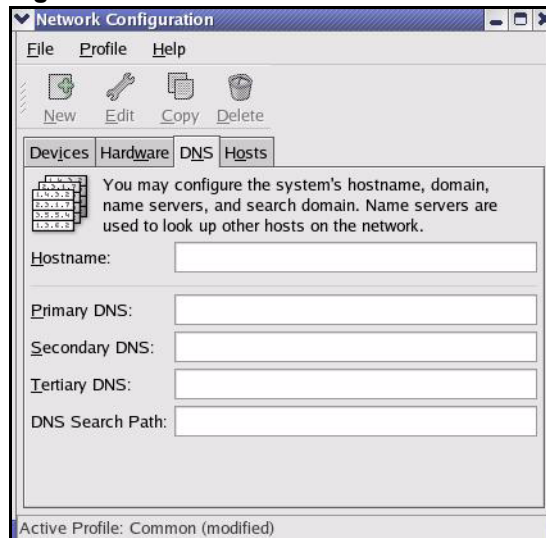 Network Configuration
File Profile Help
New Edit Copy Delete
Devices Hardware DNS Hosts
You may configure the system's hostname, domain,
name servers, and search domain. Name servers are
used to look up other hosts on the network.
Hostname:
Primary DNS:
Secondary DNS:
Tertiary DNS:
DNS Search Path:
Active Profile: Common (modified)